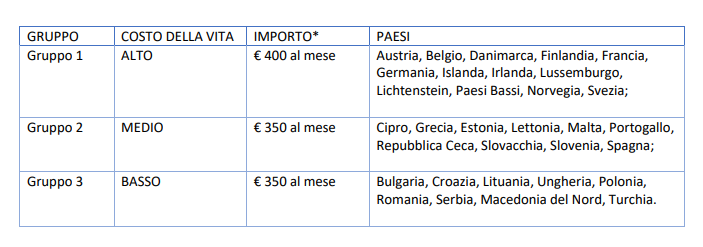 GRUPPO COSTO DELLA VITA IMPORTO* PAESI
Gruppo 1 ALTO € 400 al mese Austria, Belgio, Danimarca, Finlandia, Francia,
Germania, Islanda, Irlanda, Lussemburgo,
Lichtenstein, Paesi Bassi, Norvegia, Svezia;
Gruppo 2 MEDIO € 350 al mese Cipro, Grecia, Estonia, Lettonia, Malta, Portogallo,
Repubblica Ceca, Slovacchia, Slovenia, Spagna;
Gruppo 3 BASSO € 350 al mese Bulgaria, Croazia, Lituania, Ungheria, Polonia,
Romania, Serbia, Macedonia del Nord, Turchia.